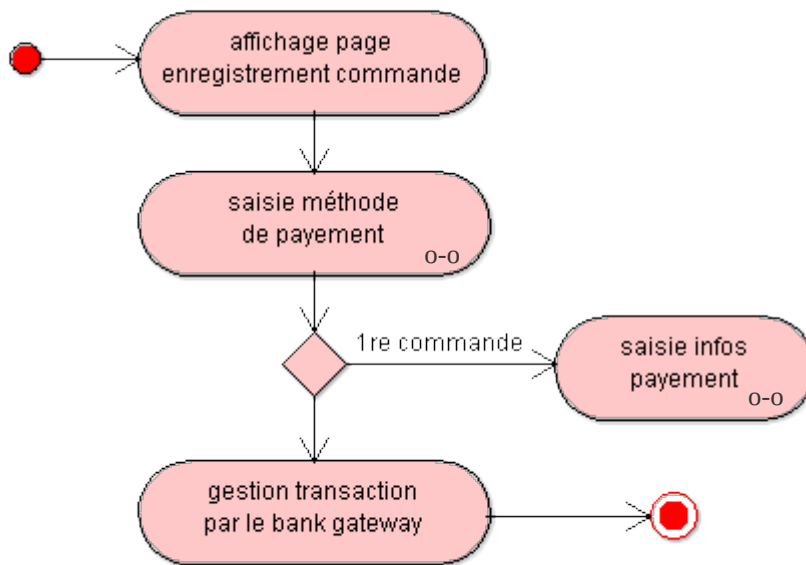 affichage page
enregistrement commande
saisie méthode
de payement
o-o
1re commande
saisie infos
payement
o-o
gestion transaction
par le bank gateway